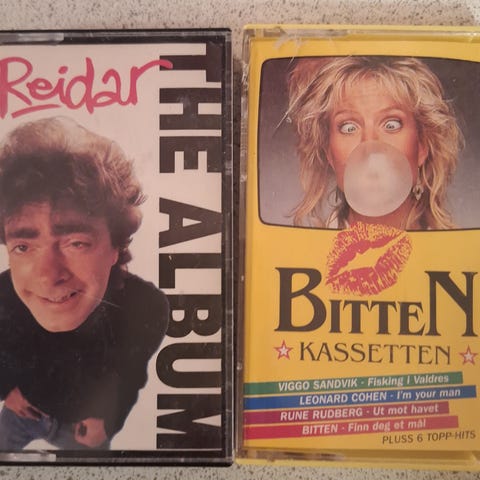 Reidar
THE ALBUM
BITTEN
KASSETTEN
VIGGO SANDVIK - Fisking i Valdres
LEONARD COHEN - I'm your man
RUNE RUDBERG - Ut mot havet
BITTEN - Finn deg et mål
PLUSS 6 TOPP-HITS